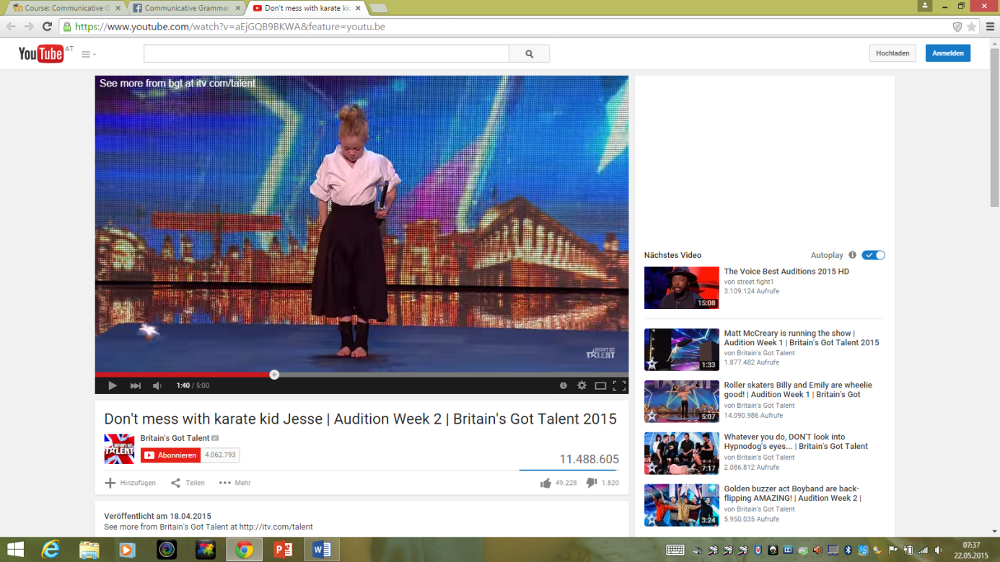 Course: Communicative G
Communicative Grammar
Don't mess with karate kid
https://www.youtube.com/watch?v=aEjGQB9BKWA&feature=youtu.be
YouTube AT
Hochladen
Anmelden
See more from bgt at itv.com/talent
BRITAIN'S GOT TALENT
1:40 / 5:00
Don't mess with karate kid Jesse | Audition Week 2 | Britain's Got Talent 2015
BRITAIN'S GOT TALENT
Britain's Got Talent
Abonnieren 4.062.793
11.488.605
Hinzufügen Teilen Mehr 49.228 1.820
Veröffentlicht am 18.04.2015
See more from Britain's Got Talent at http://itv.com/talent
Nächstes Video Autoplay
The Voice Best Auditions 2015 HD
von street fight1
3.109.124 Aufrufe
15:08
Matt McCreary is running the show |
Audition Week 1 | Britain's Got Talent 2015
von Britain's Got Talent
1.877.482 Aufrufe
1:33
Roller skaters Billy and Emily are wheelie
good! | Audition Week 1 | Britain's Got
von Britain's Got Talent
14.090.986 Aufrufe
5:07
Whatever you do, DON'T look into
Hypnodog's eyes... | Britain's Got Talent
von Britain's Got Talent
2.086.812 Aufrufe
7:17
Golden buzzer act Boyband are back-
flipping AMAZING! | Audition Week 2 |
von Britain's Got Talent
5.950.035 Aufrufe
3:24
07:37
22.05.2015